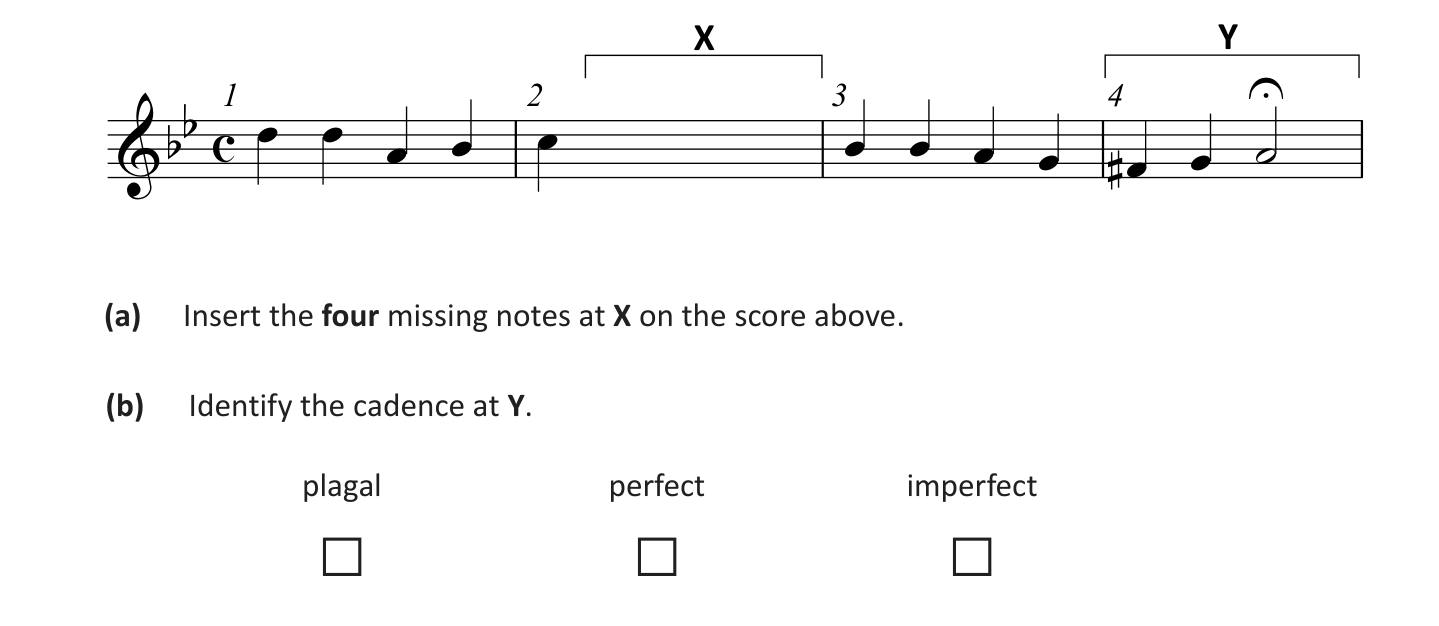 X Y
1 2 3 4
(a) Insert the four missing notes at X on the score above.
(b) Identify the cadence at Y.
plagal perfect imperfect